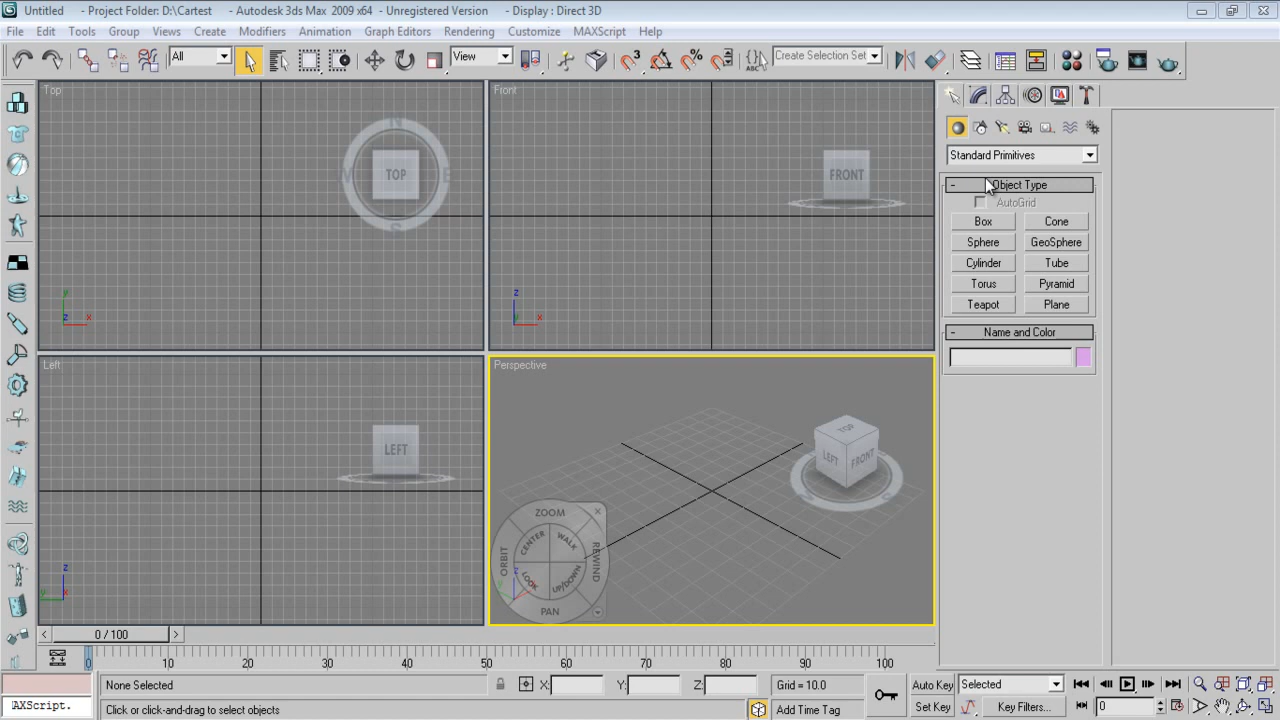 Untitled - Project Folder: D:\Cartest - Autodesk 3ds Max 2009 x64 - Unregistered Version - Display : Direct 3D
File Edit Tools Group Views Create Modifiers Animation Graph Editors Rendering Customize MAXScript Help
All View 3 % ABC Create Selection Set
Top Front
N
TOP FRONT
S
Standard Primitives
- Object Type
AutoGrid
Box Cone
Sphere GeoSphere
Cylinder Tube
Torus Pyramid
Teapot Plane
- Name and Color
y z
z x x
Left Perspective
LEFT
TOP
LEFT FRONT
ZOOM
CENTER WALK
ORBIT REWIND
LOOK UP/DOWN
PAN
z z
y x
< 0 / 100 >
0 10 20 30 40 50 60 70 80 90 100
None Selected X: Y: Z: Grid = 10.0 Auto Key Selected
AXScript. Click or click-and-drag to select objects Add Time Tag Set Key Key Filters... 0